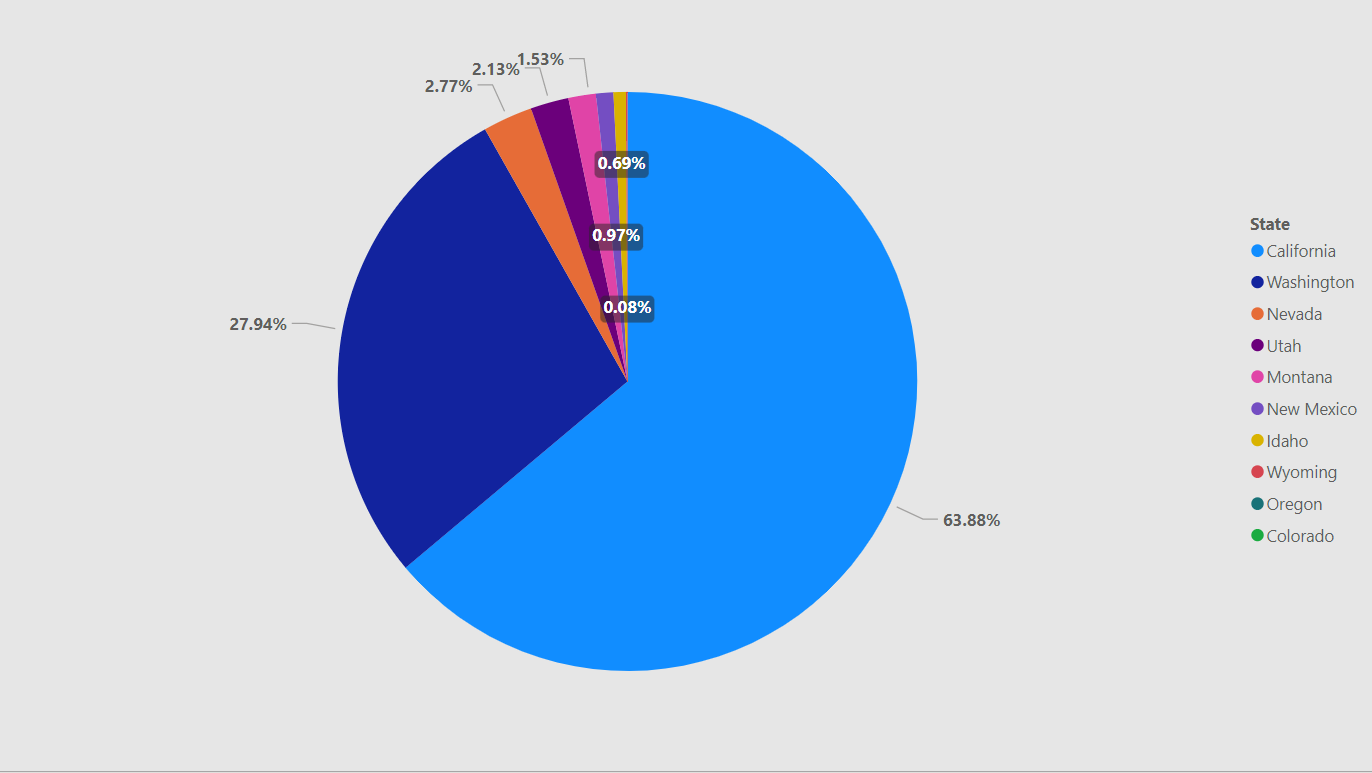 1.53%
2.13%
2.77%
0.69%
0.97%
0.08%
27.94%
63.88%
State
California
Washington
Nevada
Utah
Montana
New Mexico
Idaho
Wyoming
Oregon
Colorado